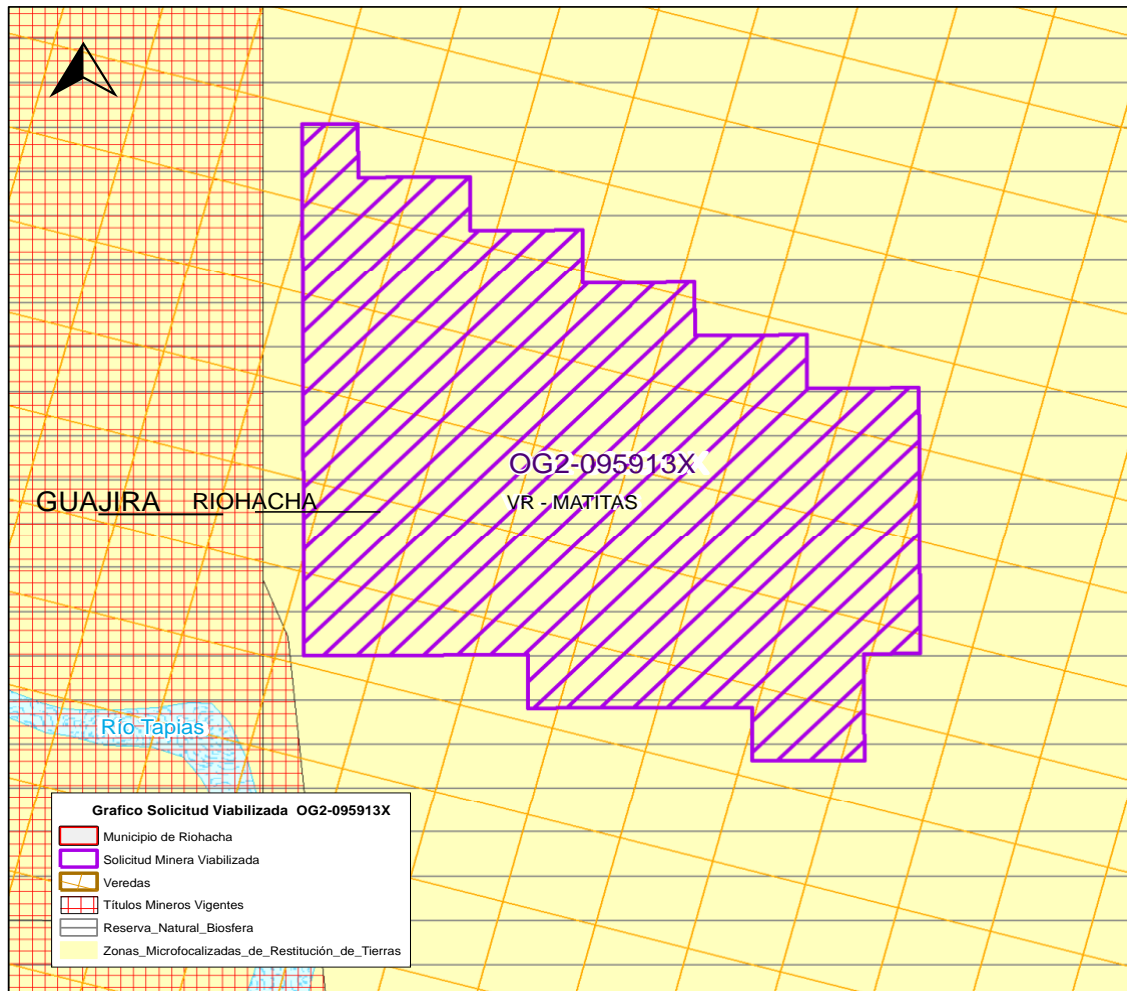 OG2-095913X
GUAJIRA RIOHACHA VR - MATITAS
Río Tapias
Grafico Solicitud Viabilizada OG2-095913X
Municipio de Riohacha
Solicitud Minera Viabilizada
Veredas
Títulos Mineros Vigentes
Reserva_Natural_Biosfera
Zonas_Microfocalizadas_de_Restitución_de_Tierras